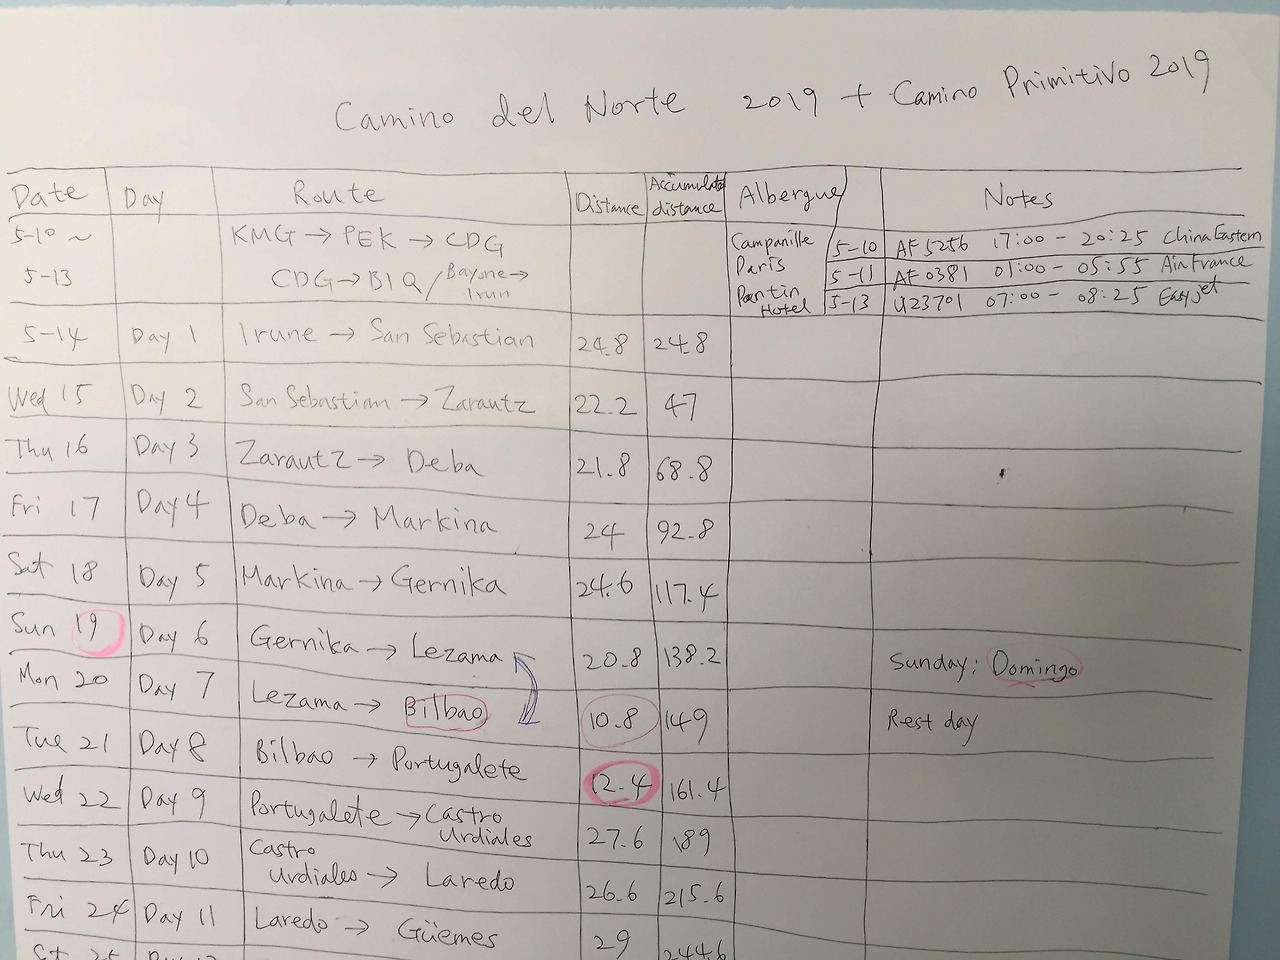 Camino del Norte 2019 + Camino Primitivo 2019
Date Day Route Distance Accumulated distance Albergue Notes
5-10 ~ 5-13 KMG → PEK → CDG
CDG → BIQ / Bayone → Irun
Campanille Paris Pantin Hotel
5-10 AF5256 17:00 - 20:25 China Eastern
5-11 AF0381 01:00 - 05:55 AirFrance
5-13 U23701 07:00 - 08:25 Easyjet
5-14 Day 1 Irune → San Sebastian 24.8 24.8
Wed 15 Day 2 San Sebastian → Zarautz 22.2 47
Thu 16 Day 3 Zarautz → Deba 21.8 68.8
Fri 17 Day 4 Deba → Markina 24 92.8
Sat 18 Day 5 Markina → Gernika 24.6 117.4
Sun 19 Day 6 Gernika → Lezama 20.8 138.2 Sunday: Domingo
Mon 20 Day 7 Lezama → Bilbao 10.8 149 Rest day
Tue 21 Day 8 Bilbao → Portugalete 12.4 161.4
Wed 22 Day 9 Portugalete → Castro Urdiales 27.6 189
Thu 23 Day 10 Castro Urdiales → Laredo 26.6 215.6
Fri 24 Day 11 Laredo → Güemes 29 244.6